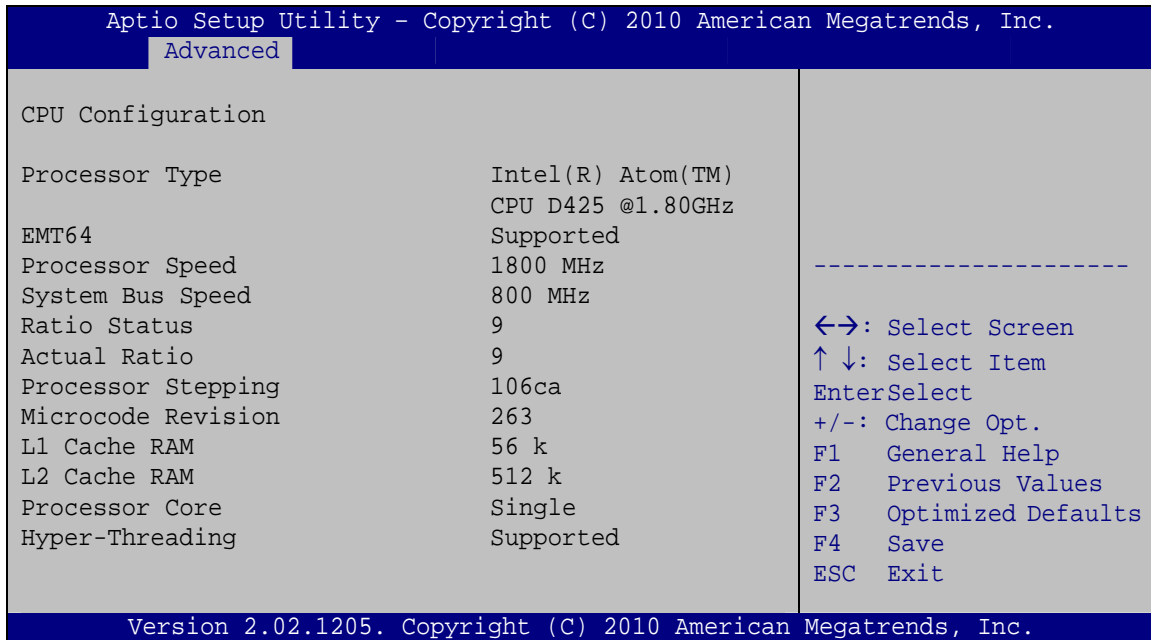 Aptio Setup Utility – Copyright (C) 2010 American Megatrends, Inc.
Advanced
CPU Configuration
Processor Type Intel(R) Atom(TM)
CPU D425 @1.80GHz
EMT64 Supported
Processor Speed 1800 MHz
System Bus Speed 800 MHz
Ratio Status 9
Actual Ratio 9
Processor Stepping 106ca
Microcode Revision 263
L1 Cache RAM 56 k
L2 Cache RAM 512 k
Processor Core Single
Hyper-Threading Supported
----------------------
←→: Select Screen
↑ ↓: Select Item
EnterSelect
+/-: Change Opt.
F1 General Help
F2 Previous Values
F3 Optimized Defaults
F4 Save
ESC Exit
Version 2.02.1205. Copyright (C) 2010 American Megatrends, Inc.